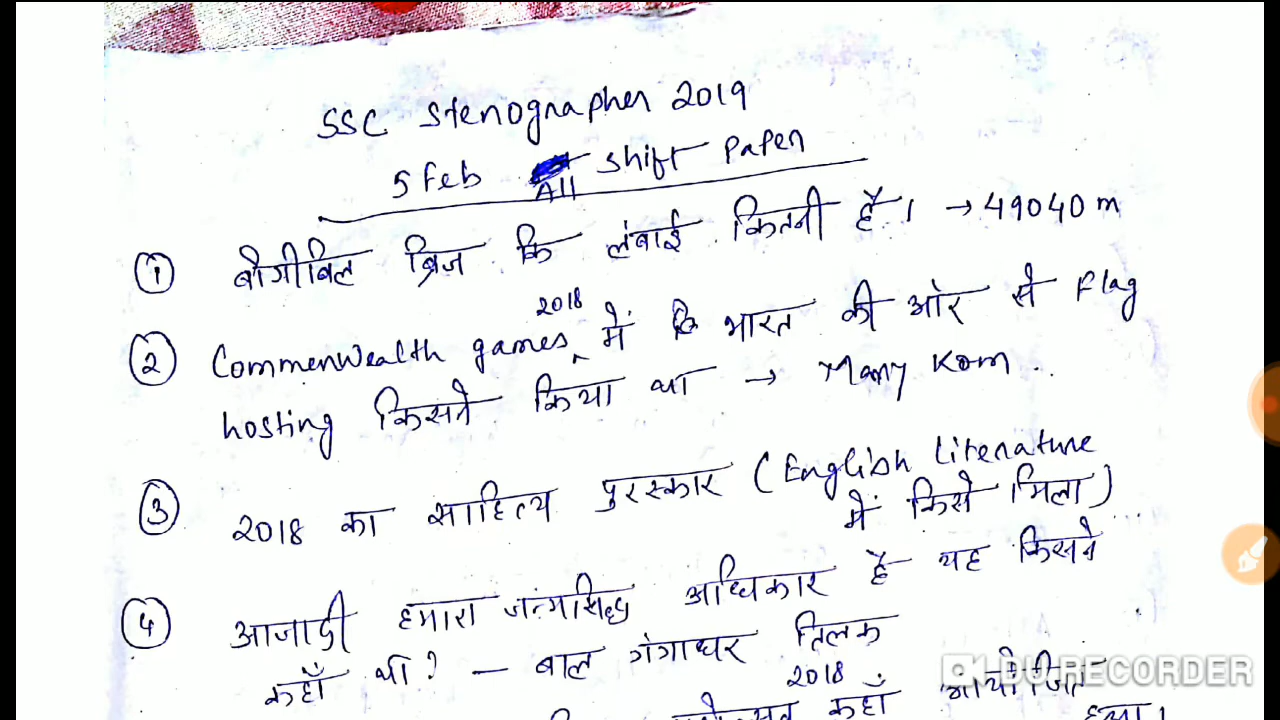 SSC Stenographer 2019
5 Feb All Shift Paper
① बोगीबिल ब्रिज कि लंबाई कितनी है। → 49040 m
2018
② Commenwealth games में भारत की ओर से Flag
hosting किसने किया था → Mary Kom ..
③ 2018 का साहित्य पुरस्कार (English literature
में किसे मिला) ...
④ आजादी हमारा जन्मसिद्ध अधिकार है यह किसने
कहाँ थी? – बाल गंगाधर तिलक
2018
कहाँ आयोजित
हुआ।
DU RECORDER